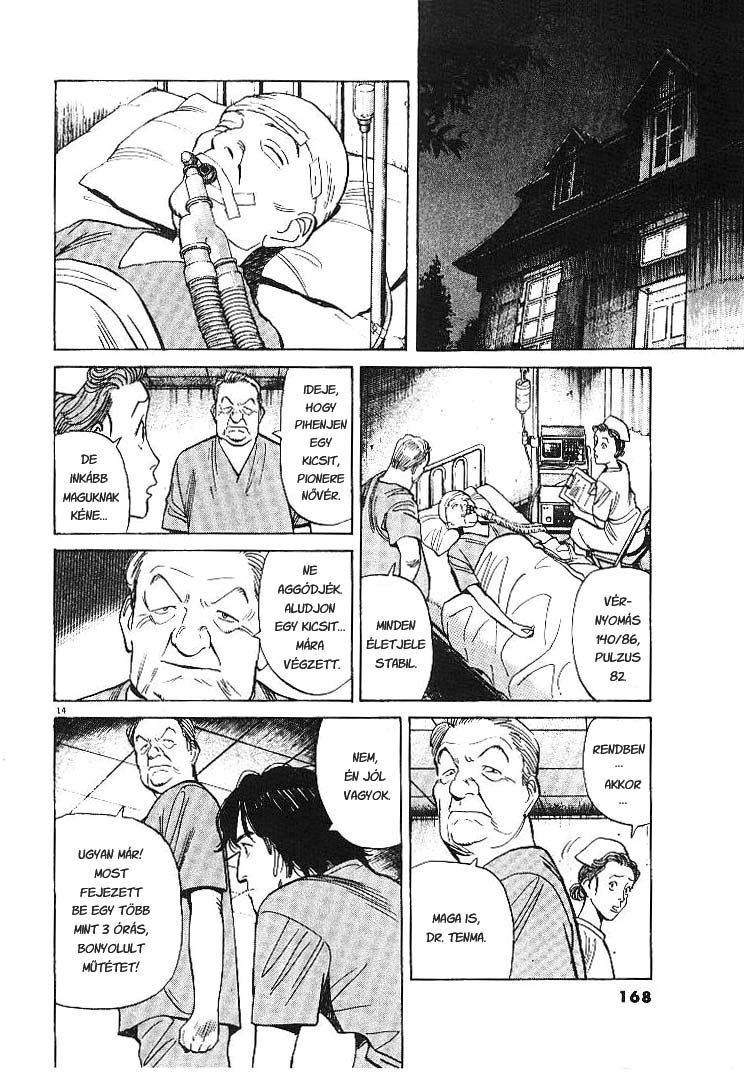 VÉR-
NYOMÁS
140/86,
PULZUS
82.
MINDEN
ÉLETJELE
STABIL.
IDEJE,
HOGY
PIHENJEN
EGY
KICSIT,
PIONERE
NŐVÉR.
DE
INKÁBB
MAGUKNAK
KÉNE...
NE
AGGÓDJÉK.
ALUDJON
EGY KICSIT...
MÁRA
VÉGZETT.
14
RENDBEN
...
AKKOR
...
MAGA IS,
DR. TENMA.
NEM,
ÉN JÓL
VAGYOK.
UGYAN MÁR!
MOST
FEJEZETT
BE EGY TÖBB
MINT 3 ÓRÁS,
BONYOLULT
MŰTÉTET!
168